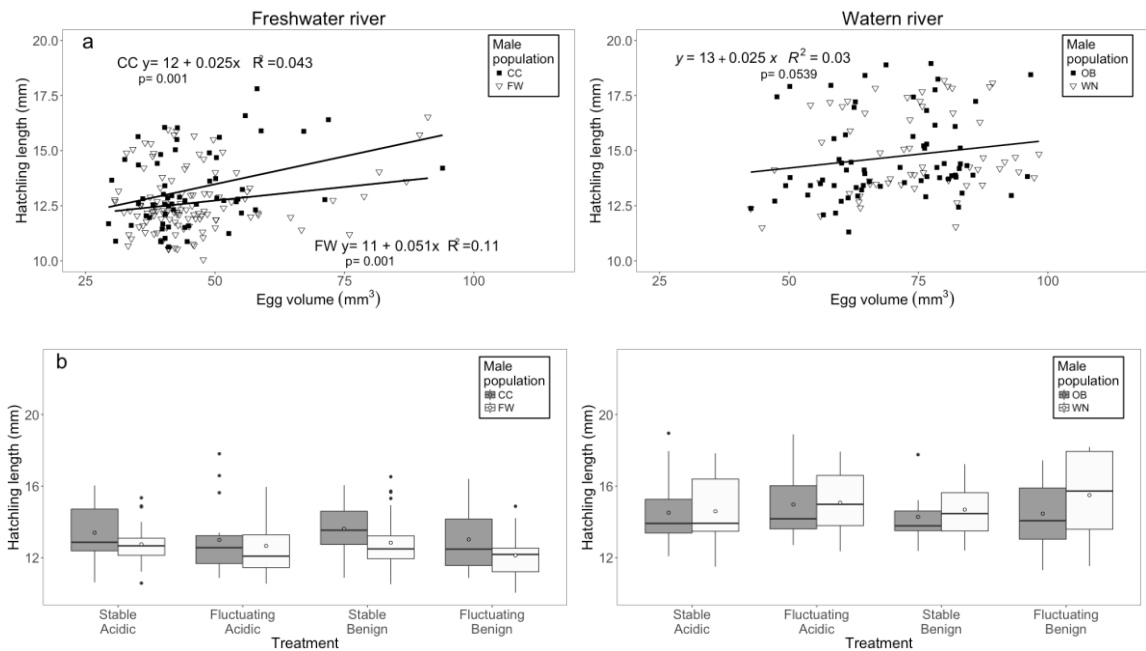 Freshwater river
a
20.0
17.5
15.0
12.5
10.0
Hatchling length (mm)
CC y= 12 + 0.025x R²=0.043
p= 0.001
Male
population
CC
FW
FW y= 11 + 0.051x R²=0.11
p= 0.001
25
50
75
100
Egg volume (mm³)
Watern river
20.0
17.5
15.0
12.5
10.0
Hatchling length (mm)
y = 13 + 0.025 x R² = 0.03
p= 0.0539
Male
population
OB
WN
25
50
75
100
Egg volume (mm³)
b
20
16
12
Hatchling length (mm)
Male
population
CC
FW
Stable
Acidic
Fluctuating
Acidic
Stable
Benign
Fluctuating
Benign
Treatment
20
16
12
Hatchling length (mm)
Male
population
OB
WN
Stable
Acidic
Fluctuating
Acidic
Stable
Benign
Fluctuating
Benign
Treatment